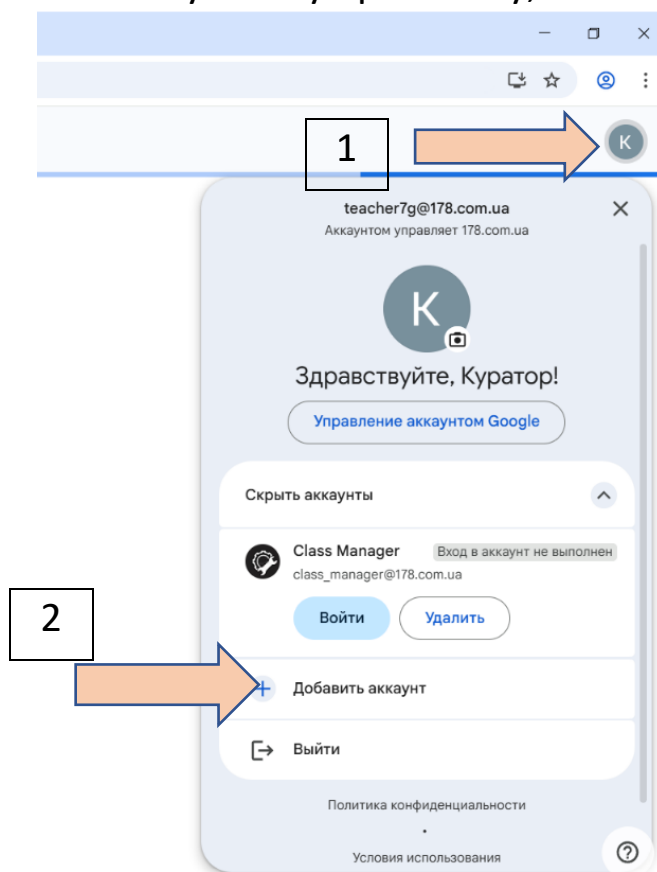 1
К
teacher7g@178.com.ua
Аккаунтом управляет 178.com.ua
К
Здравствуйте, Куратор!
Управление аккаунтом Google
Скрыть аккаунты
Class Manager Вход в аккаунт не выполнен
class_manager@178.com.ua
Войти Удалить
2
Добавить аккаунт
Выйти
Политика конфиденциальности
·
Условия использования